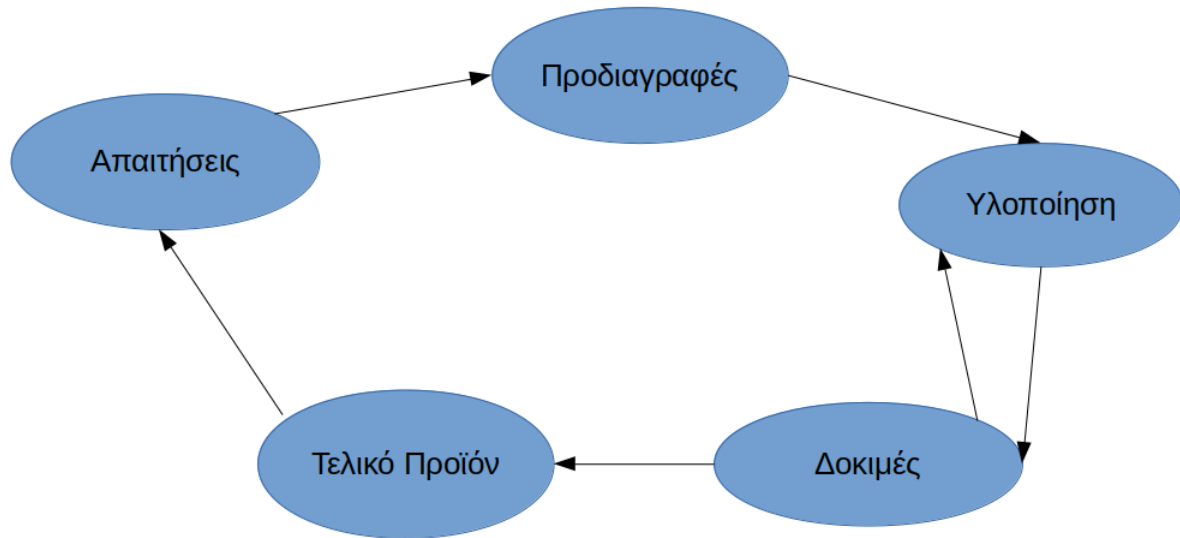 Προδιαγραφές
Απαιτήσεις
Υλοποίηση
Τελικό Προϊόν
Δοκιμές